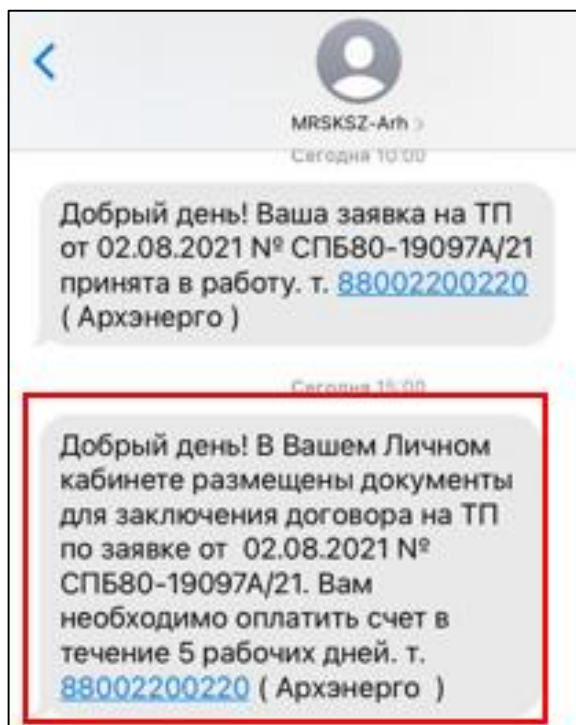 MRSKSZ-Arh >
Сегодня 10:00
Добрый день! Ваша заявка на ТП
от 02.08.2021 № СПБ80-19097А/21
принята в работу. т. 88002200220
( Архэнерго )
Сегодня 15:00
Добрый день! В Вашем Личном
кабинете размещены документы
для заключения договора на ТП
по заявке от 02.08.2021 №
СПБ80-19097А/21. Вам
необходимо оплатить счет в
течение 5 рабочих дней. т.
88002200220 ( Архэнерго )